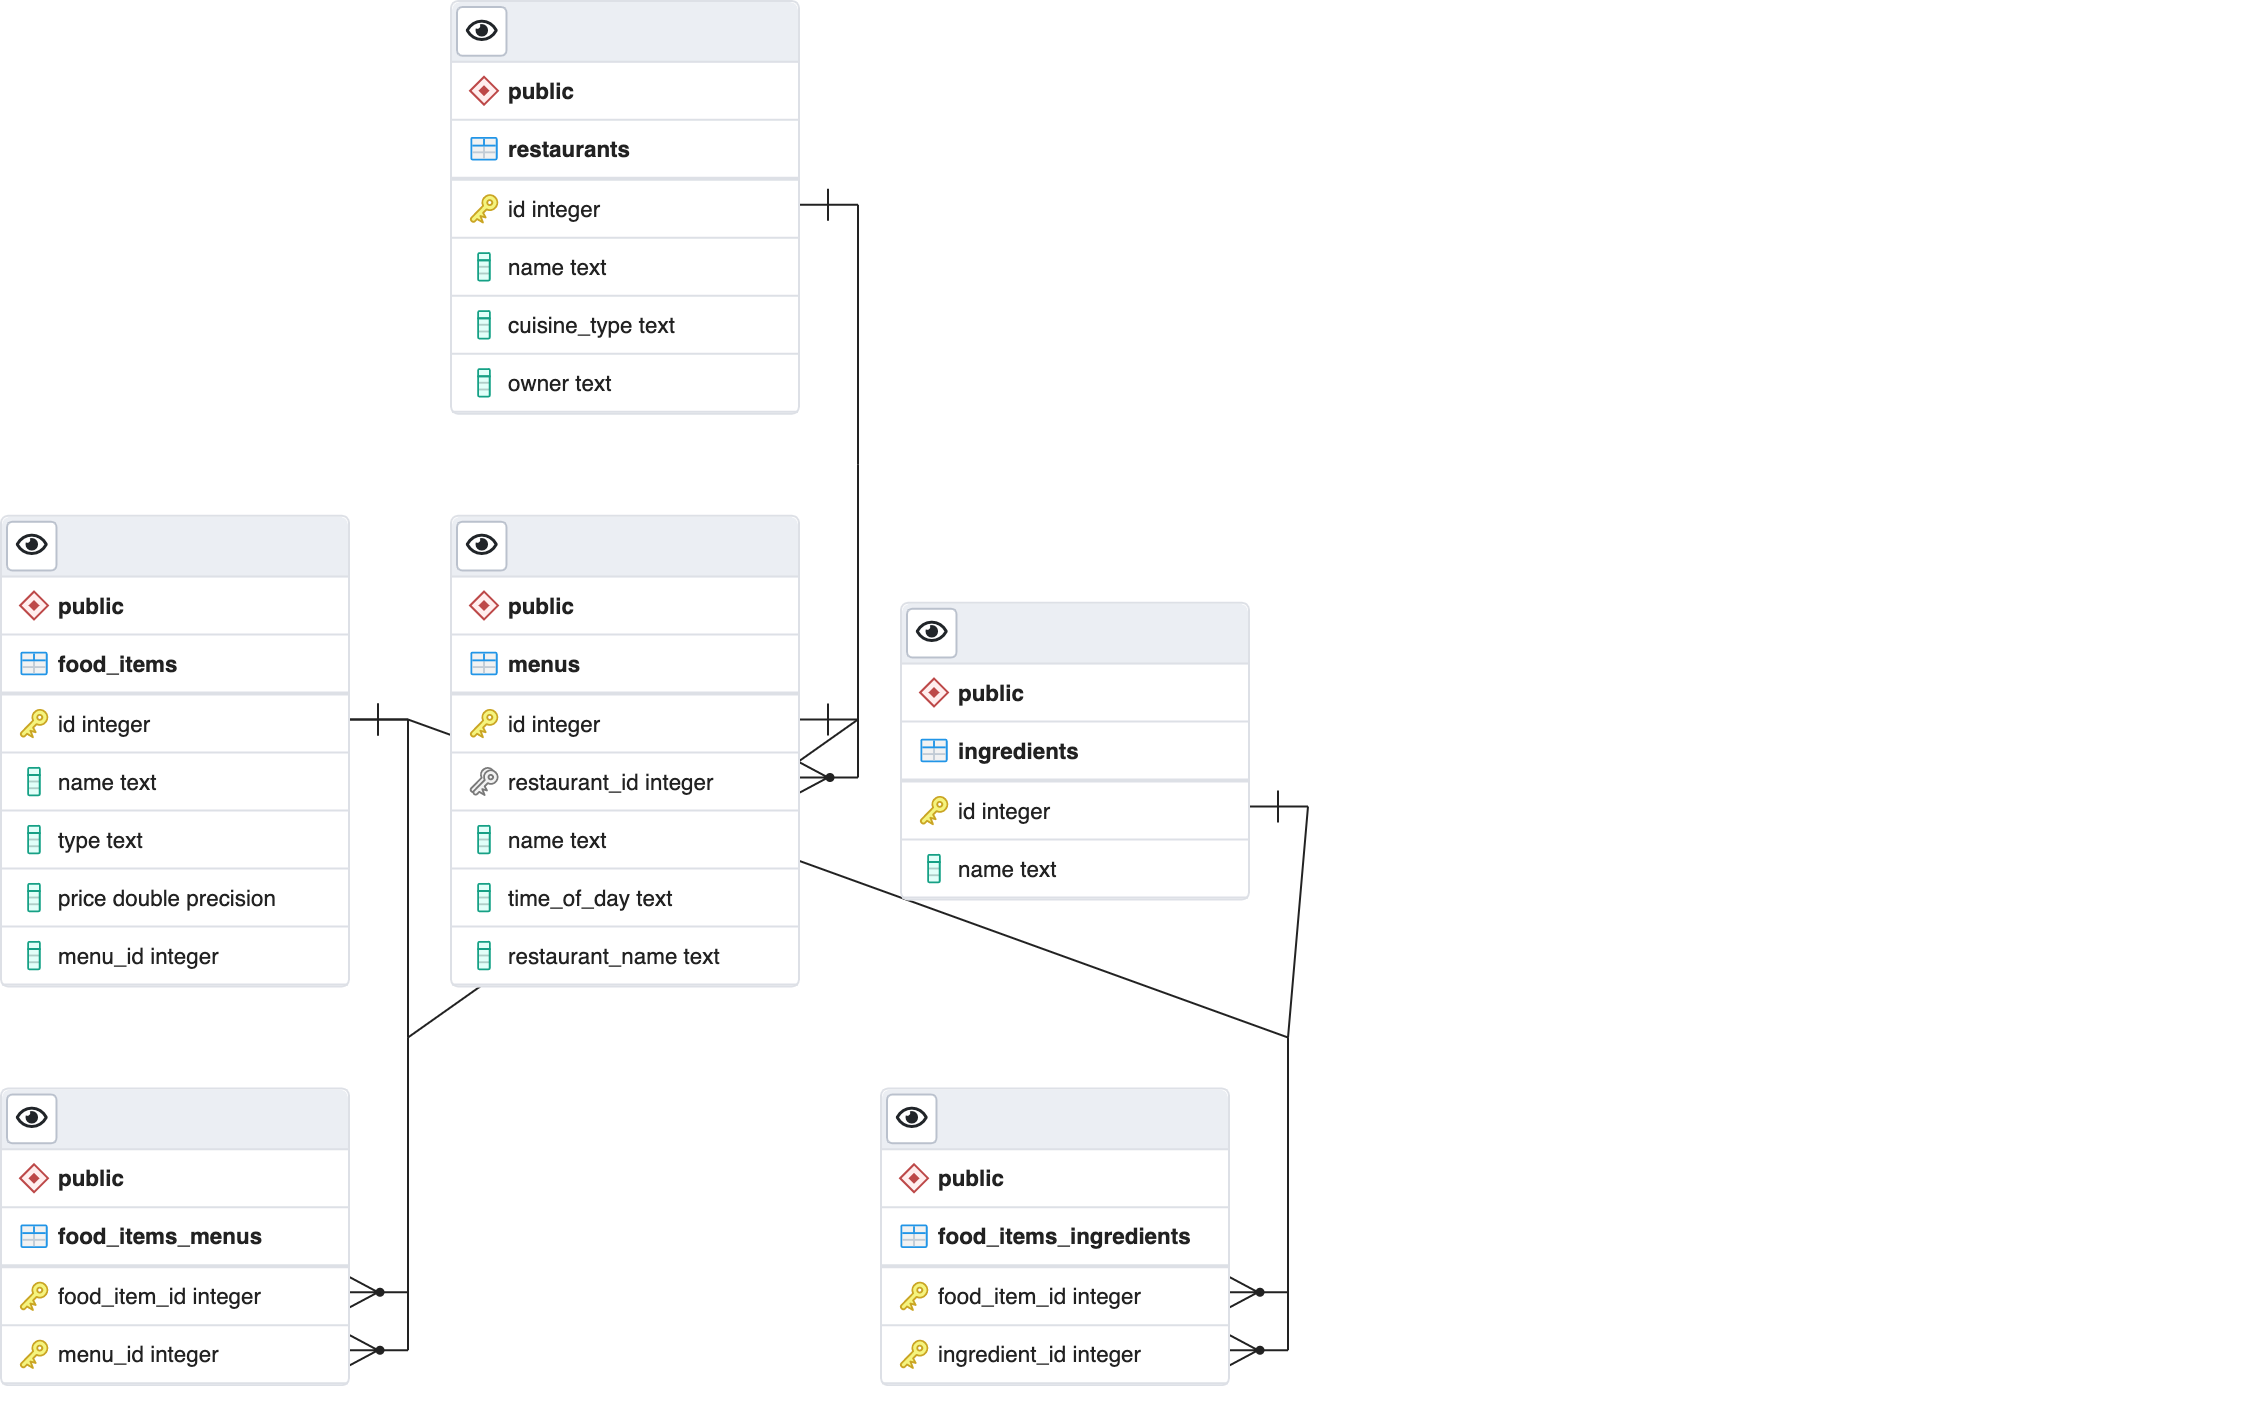 public
restaurants
id integer
name text
cuisine_type text
owner text
public
food_items
id integer
name text
type text
price double precision
menu_id integer
public
menus
id integer
restaurant_id integer
name text
time_of_day text
restaurant_name text
public
ingredients
id integer
name text
public
food_items_menus
food_item_id integer
menu_id integer
public
food_items_ingredients
food_item_id integer
ingredient_id integer